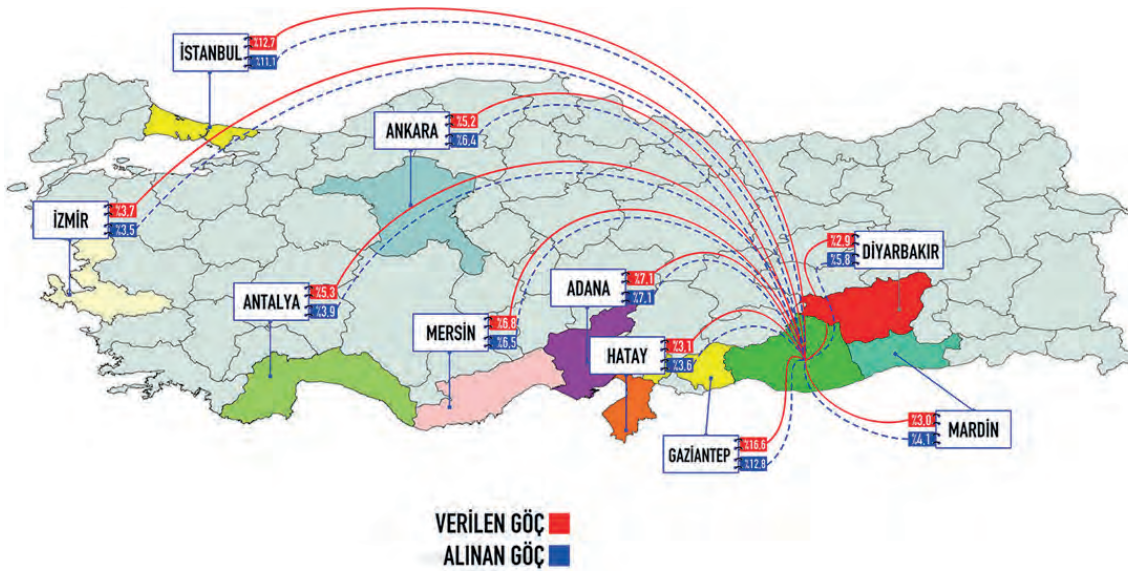 İSTANBUL
%12,7
%11,1
ANKARA
%5,2
%6,4
İZMİR
%3,7
%3,5
DİYARBAKIR
%2,9
%5,8
ANTALYA
%5,3
%3,9
ADANA
%7,1
%7,1
MERSİN
%6,8
%6,5
HATAY
%3,1
%3,6
MARDİN
%3,0
%4,1
GAZİANTEP
%16,6
%12,8
VERİLEN GÖÇ
ALINAN GÖÇ